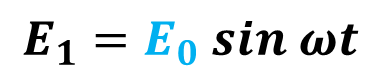 E₁ = E₀ sin ωt